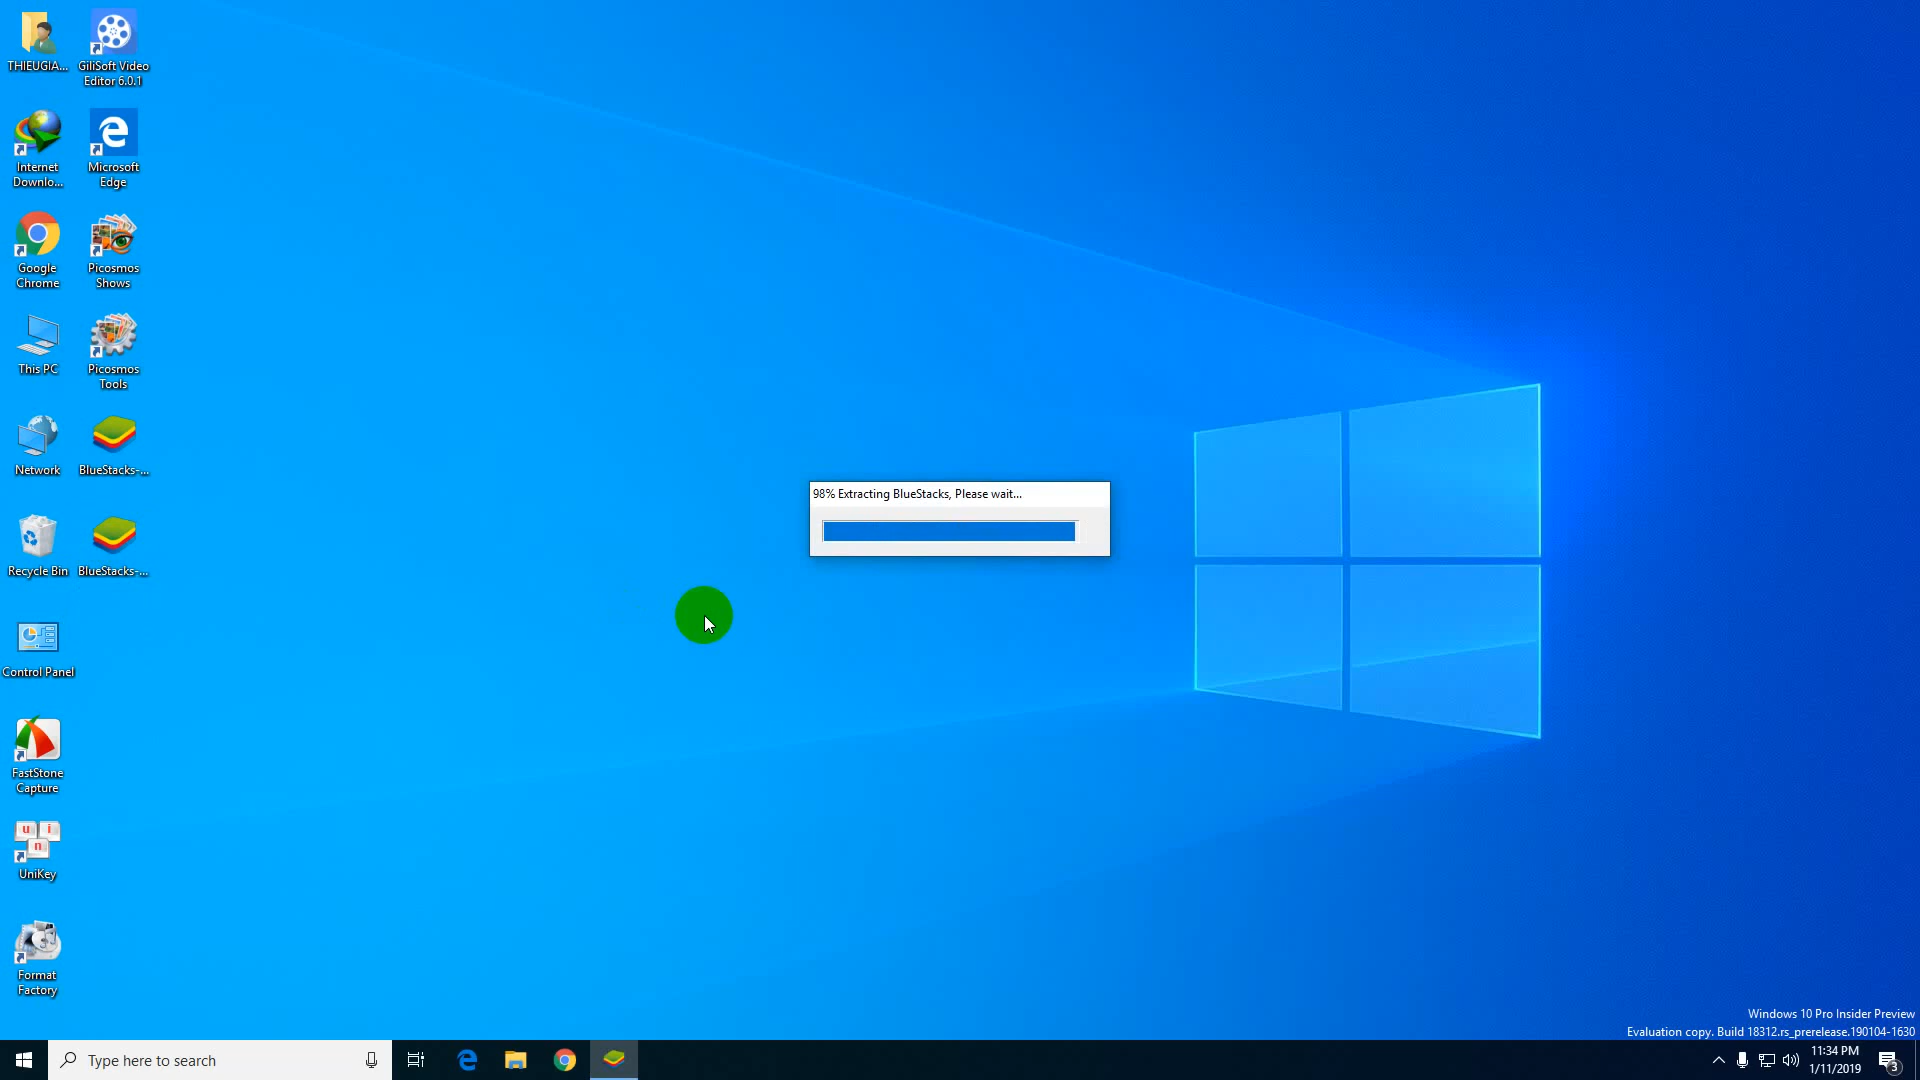 THIEUGIA...
GiliSoft Video
Editor 6.0.1
Internet
Downlo...
Microsoft
Edge
Google
Chrome
Picosmos
Shows
This PC
Picosmos
Tools
Network
BlueStacks-...
Recycle Bin
BlueStacks-...
Control Panel
FastStone
Capture
u i
n
UniKey
Format
Factory
98% Extracting BlueStacks, Please wait...
Windows 10 Pro Insider Preview
Evaluation copy. Build 18312.rs_prerelease.190104-1630
Type here to search
11:34 PM
1/11/2019
3